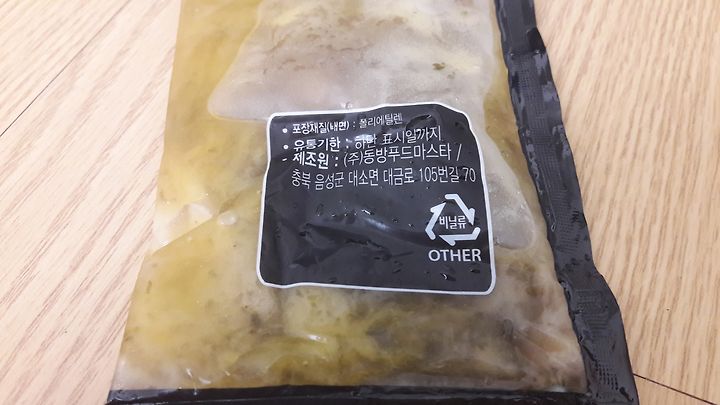 • 포장재질(내면) : 폴리에틸렌
• 유통기한 : 하단 표시일까지
- 제조원 : (주)동방푸드마스타 /
충북 음성군 대소면 대금로 105번길 70
비닐류
OTHER